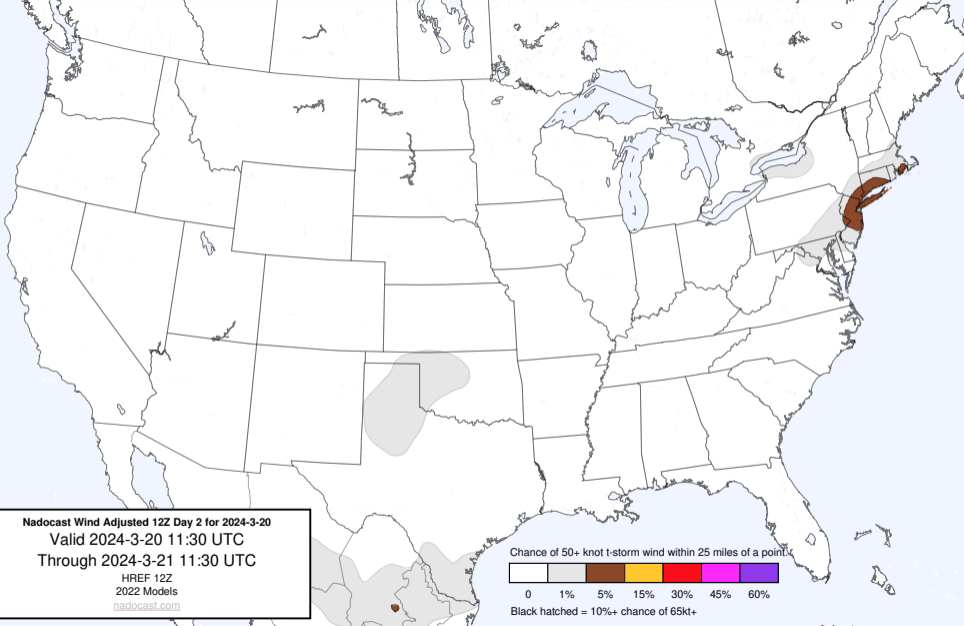 Nadocast Wind Adjusted 12Z Day 2 for 2024-3-20
Valid 2024-3-20 11:30 UTC
Through 2024-3-21 11:30 UTC
HREF 12Z
2022 Models
nadocast.com
Chance of 50+ knot t-storm wind within 25 miles of a point.
0 1% 5% 15% 30% 45% 60%
Black hatched = 10%+ chance of 65kt+